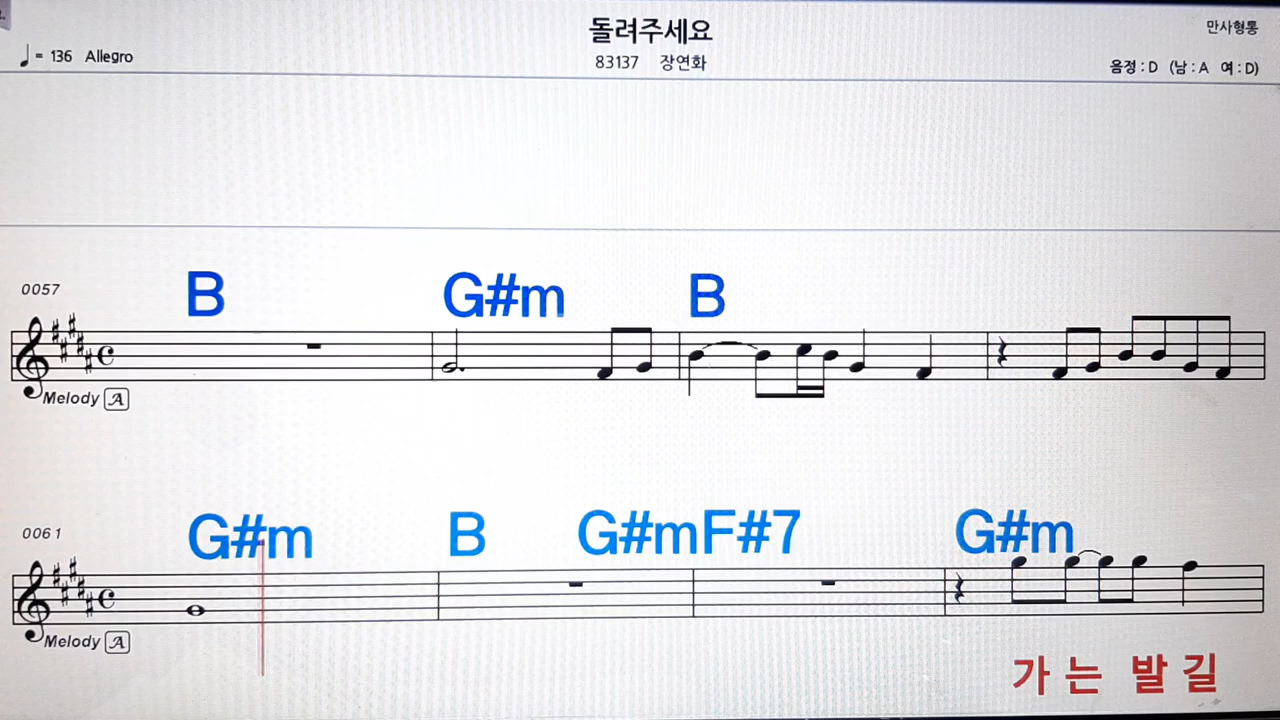 돌려주세요
만사형통
♩= 136 Allegro
83137 장연화
음정 : D (남 : A 여 : D)
0057
B G#m B
Melody A
0061
G#m B G#m F#7 G#m
Melody A
가 는 발 길